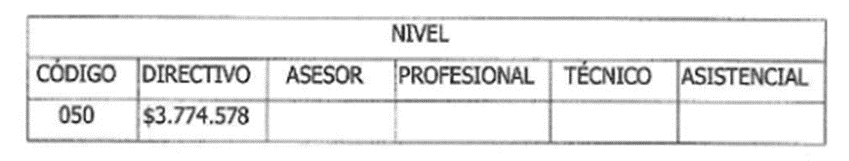 NIVEL
CÓDIGO DIRECTIVO ASESOR PROFESIONAL TÉCNICO ASISTENCIAL
050 $3.774.578